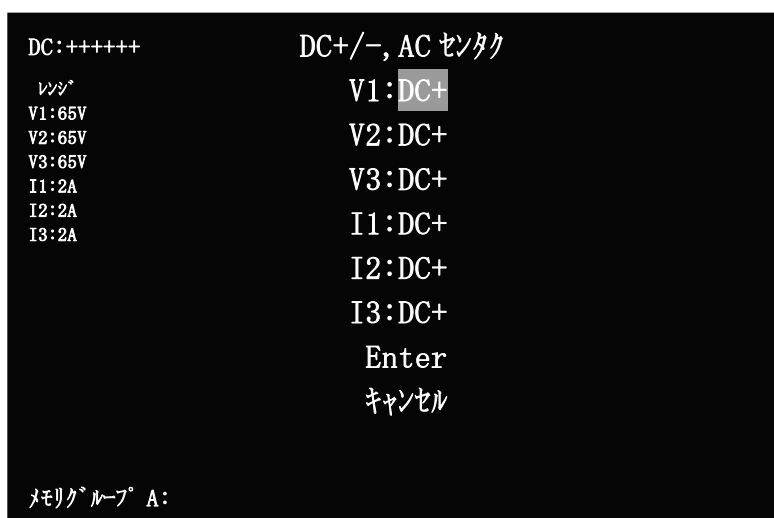 DC:++++++
DC+/-, AC センタク
レンジ
V1:65V
V2:65V
V3:65V
I1:2A
I2:2A
I3:2A
V1:DC+
V2:DC+
V3:DC+
I1:DC+
I2:DC+
I3:DC+
Enter
キャンセル
メモリグループ A: